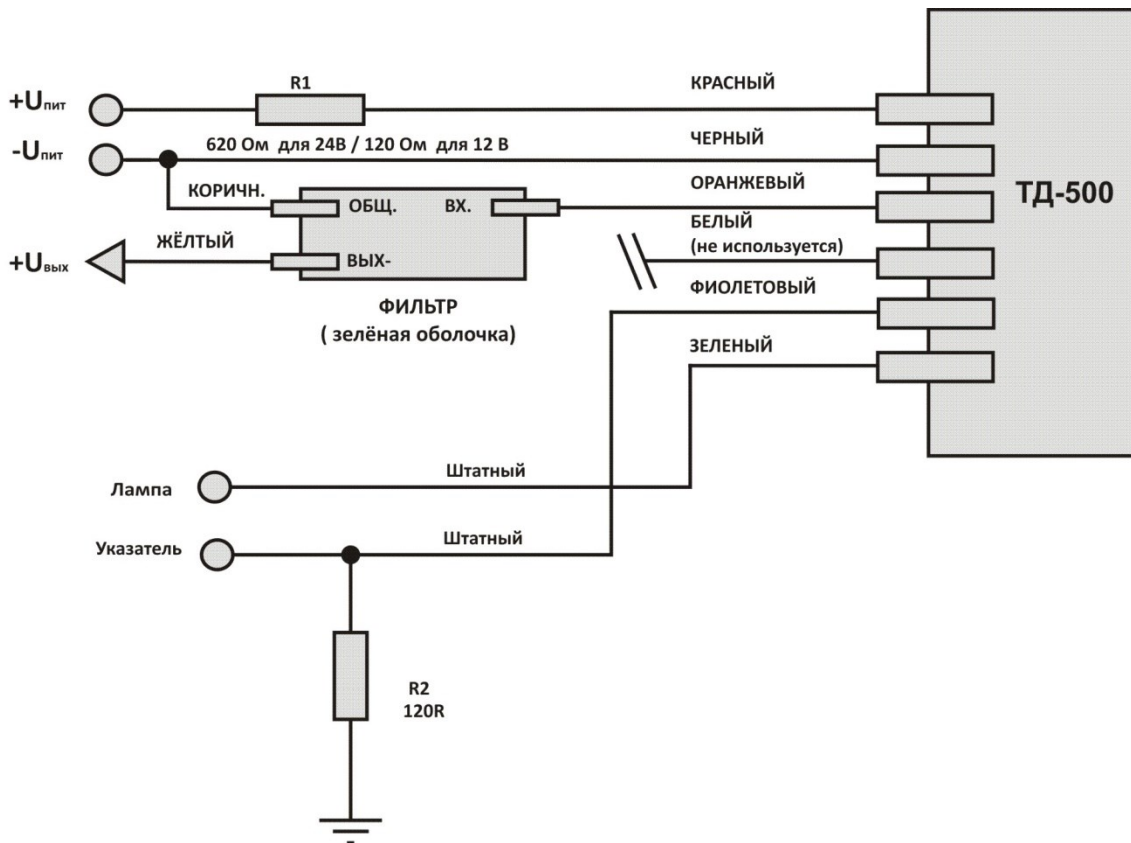 R1
КРАСНЫЙ
+Uпит
620 Ом для 24В / 120 Ом для 12 В
ЧЕРНЫЙ
-Uпит
КОРИЧН.
ОБЩ.
ВХ.
ОРАНЖЕВЫЙ
ТД-500
БЕЛЫЙ
(не используется)
ЖЁЛТЫЙ
+Uвых
ВЫХ-
ФИЛЬТР
( зелёная оболочка)
ФИОЛЕТОВЫЙ
ЗЕЛЕНЫЙ
Лампа
Штатный
Указатель
Штатный
R2
120R